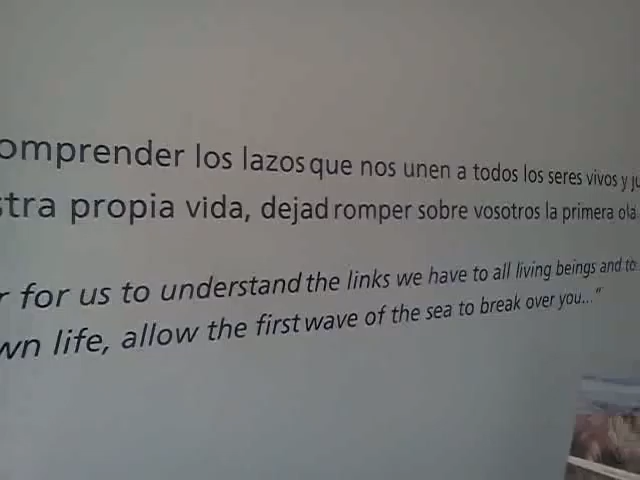 omprender los lazos que nos unen a todos los seres vivos y ju
stra propia vida, dejad romper sobre vosotros la primera ola
r for us to understand the links we have to all living beings and to
wn life, allow the first wave of the sea to break over you..."